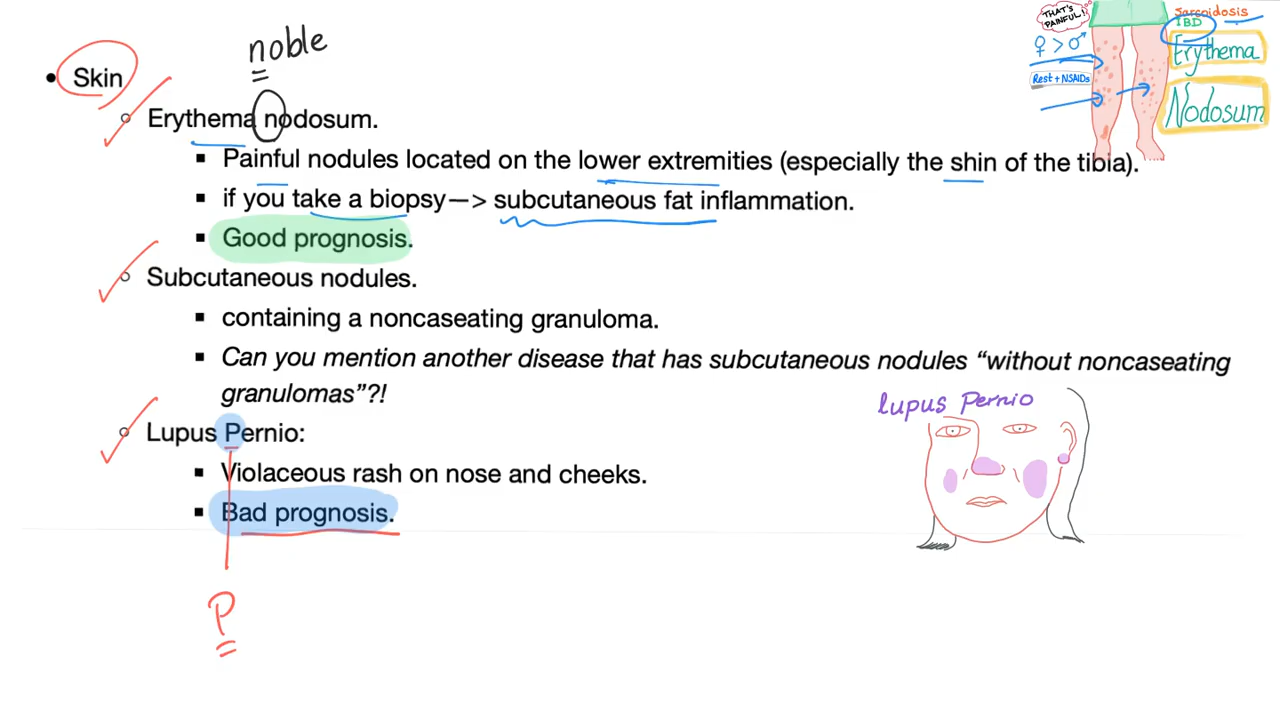 noble
THAT'S
PAINFUL!
Sarcoidosis
IBD
♀ > ♂
Erythema
Rest + NSAIDs
Nodosum
• Skin
Erythema nodosum.
Painful nodules located on the lower extremities (especially the shin of the tibia).
if you take a biopsy—> subcutaneous fat inflammation.
Good prognosis.
Subcutaneous nodules.
containing a noncaseating granuloma.
Can you mention another disease that has subcutaneous nodules “without noncaseating
granulomas”?!
lupus Pernio
Lupus Pernio:
Violaceous rash on nose and cheeks.
Bad prognosis.
P